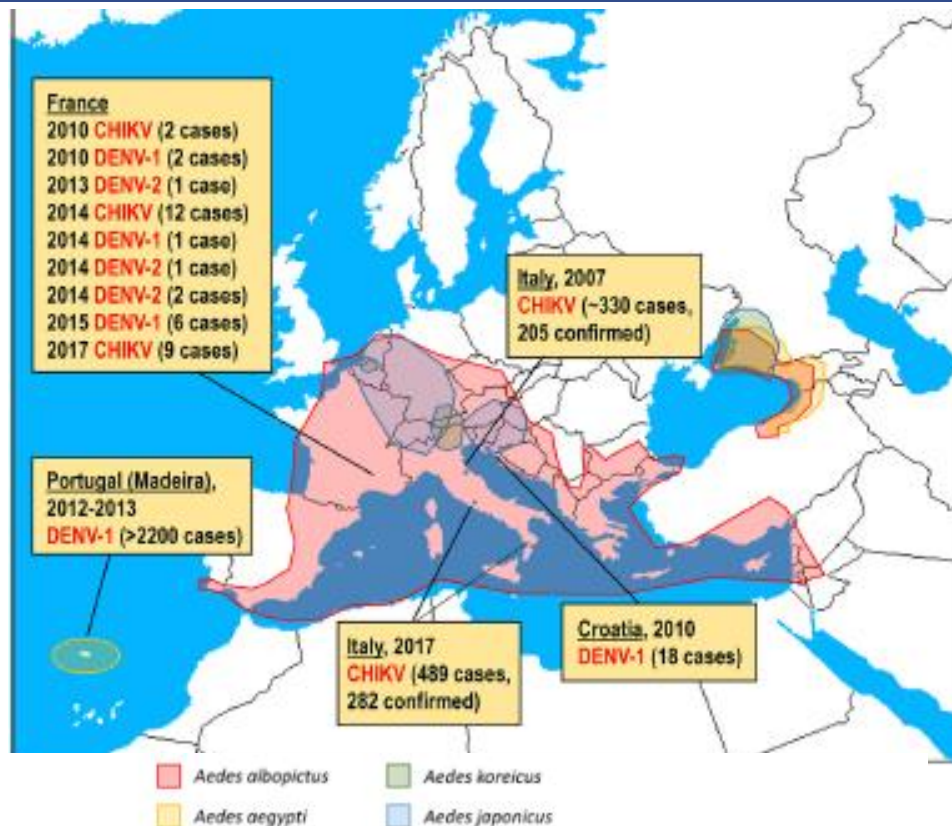 France
2010 CHIKV (2 cases)
2010 DENV-1 (2 cases)
2013 DENV-2 (1 case)
2014 CHIKV (12 cases)
2014 DENV-1 (1 case)
2014 DENV-2 (1 case)
2014 DENV-2 (2 cases)
2015 DENV-1 (6 cases)
2017 CHIKV (9 cases)
Italy, 2007
CHIKV (~330 cases,
205 confirmed)
Portugal (Madeira),
2012-2013
DENV-1 (>2200 cases)
Italy, 2017
CHIKV (489 cases,
282 confirmed)
Croatia, 2010
DENV-1 (18 cases)
Aedes albopictus
Aedes koreicus
Aedes aegypti
Aedes japonicus